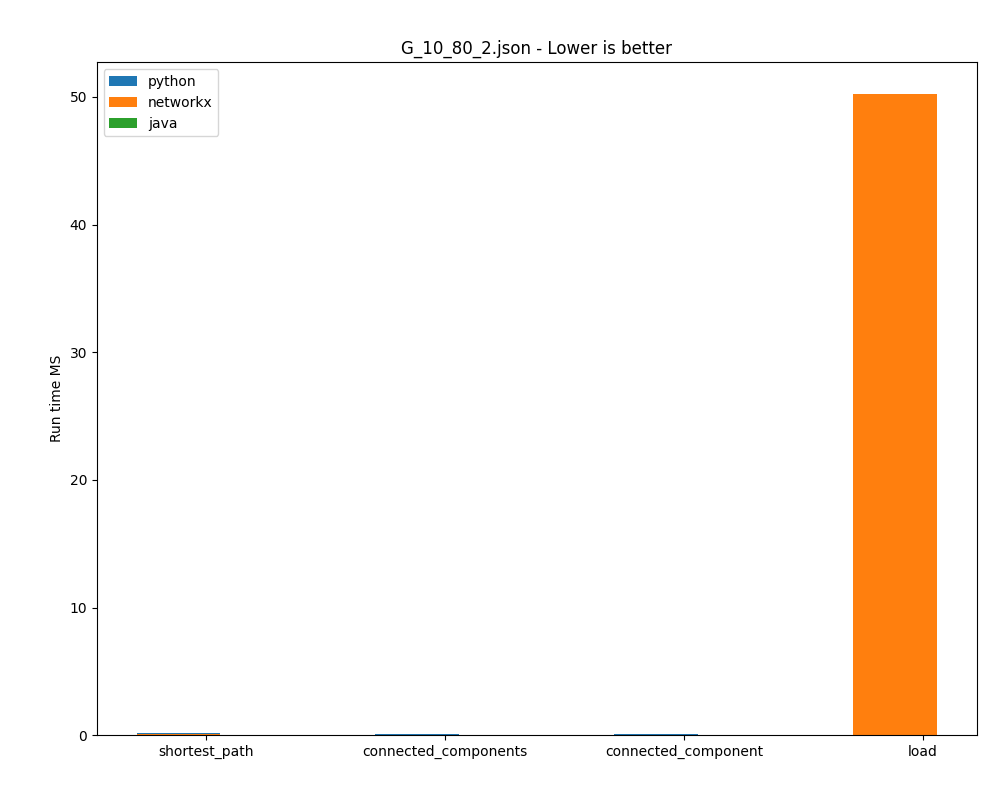 G_10_80_2.json - Lower is better
python
networkx
java
50
40
30
20
10
0
Run time MS
shortest_path
connected_components
connected_component
load